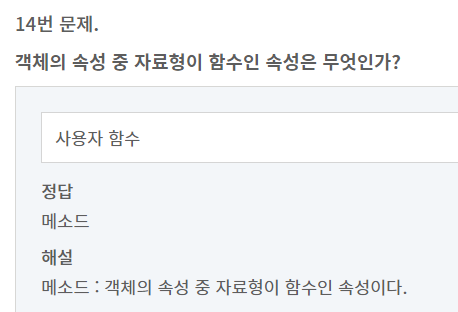 14번 문제.
객체의 속성 중 자료형이 함수인 속성은 무엇인가?
사용자 함수
정답
메소드
해설
메소드 : 객체의 속성 중 자료형이 함수인 속성이다.